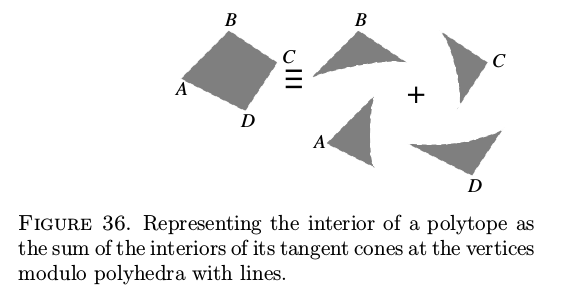 B
B
C
C
≡
A
+
D
A
D
FIGURE 36. Representing the interior of a polytope as
the sum of the interiors of its tangent cones at the vertices
modulo polyhedra with lines.